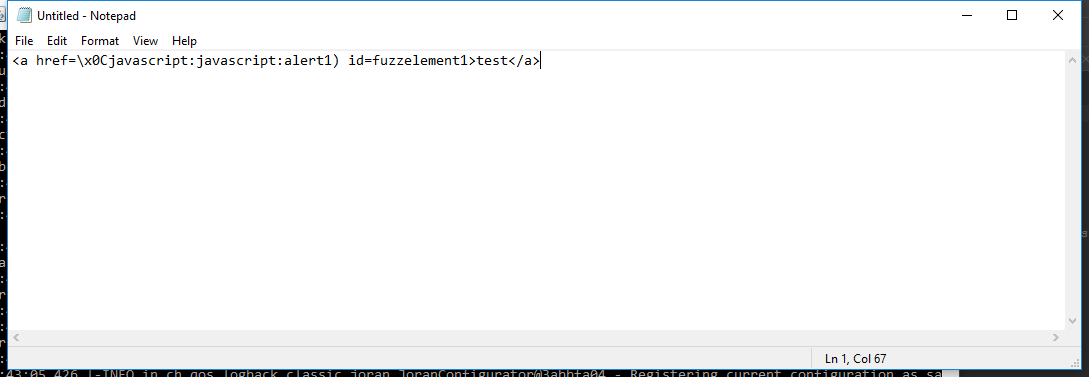 Untitled - Notepad
File Edit Format View Help
<a href=\x0Cjavascript:javascript:alert1) id=fuzzelement1>test</a>
Ln 1, Col 67
:43:05,426 |-INFO in ch.qos.logback.classic.joran.JoranConfigurator@3abbfa04 - Registering current configuration as sa